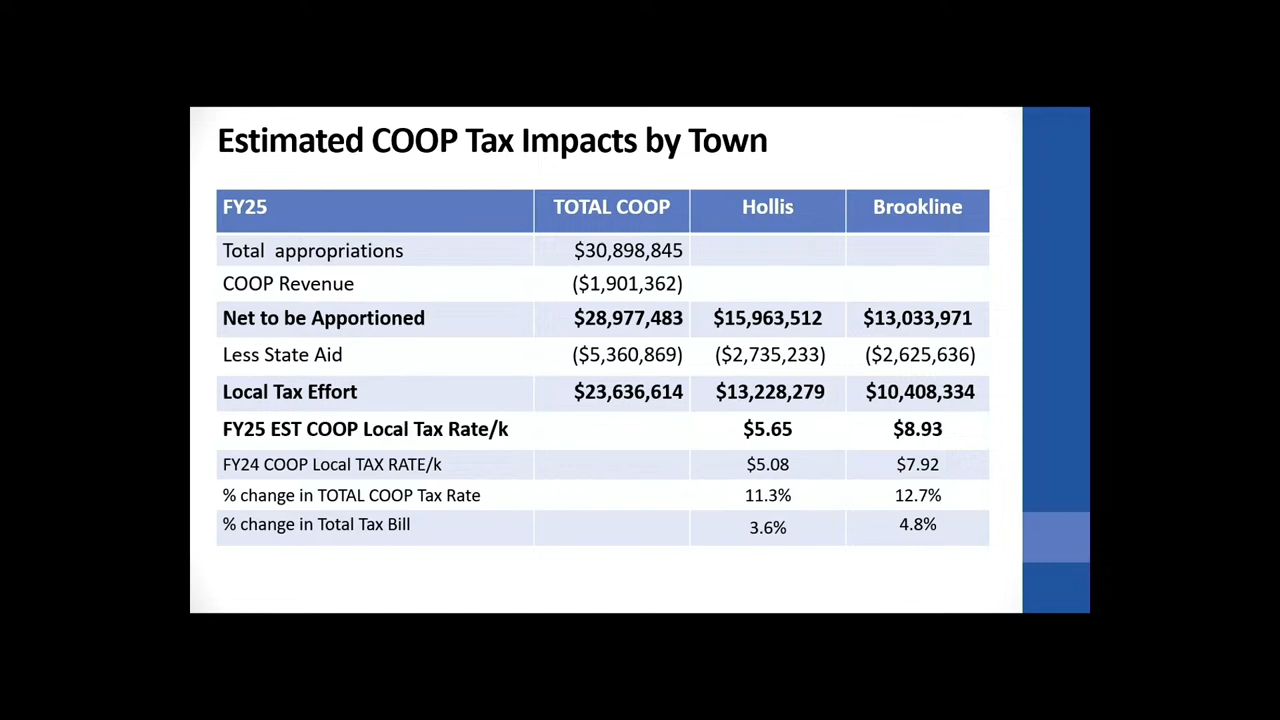 Estimated COOP Tax Impacts by Town
FY25 TOTAL COOP Hollis Brookline
Total appropriations $30,898,845
COOP Revenue ($1,901,362)
Net to be Apportioned $28,977,483 $15,963,512 $13,033,971
Less State Aid ($5,360,869) ($2,735,233) ($2,625,636)
Local Tax Effort $23,636,614 $13,228,279 $10,408,334
FY25 EST COOP Local Tax Rate/k $5.65 $8.93
FY24 COOP Local TAX RATE/k $5.08 $7.92
% change in TOTAL COOP Tax Rate 11.3% 12.7%
% change in Total Tax Bill 3.6% 4.8%